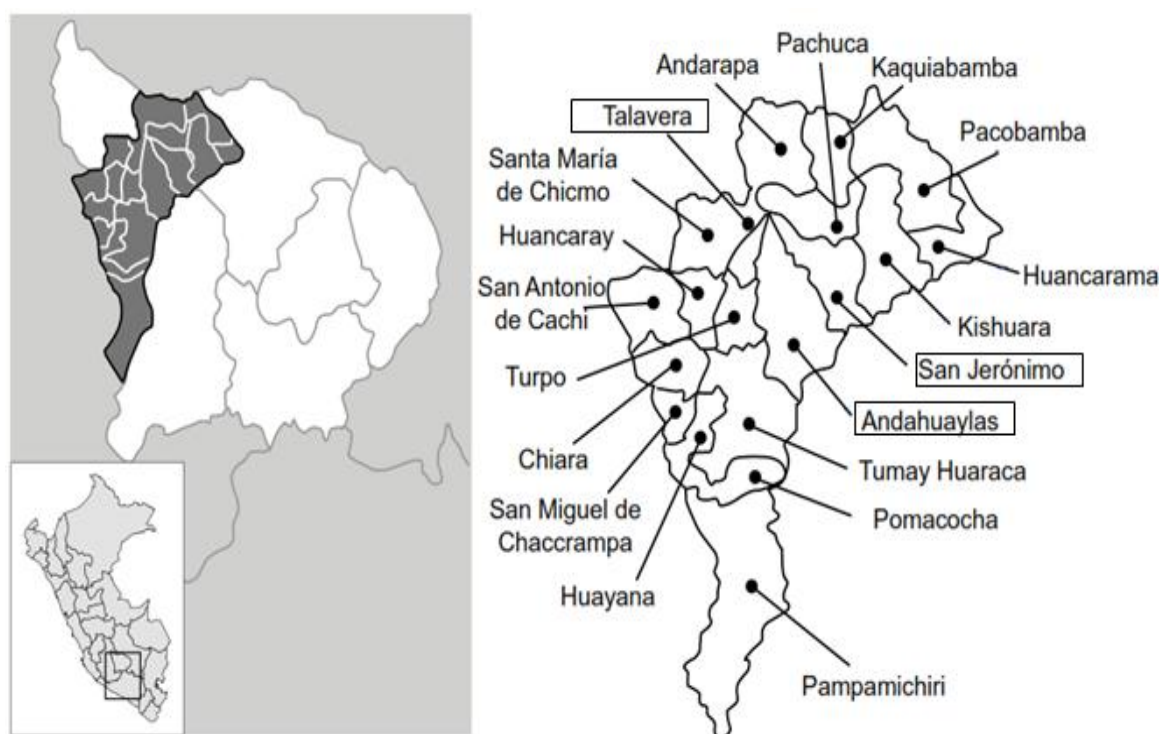 Pachuca
Andarapa
Kaquiabamba
Talavera
Pacobamba
Santa María
de Chicmo
Huancaray
Huancarama
San Antonio
de Cachi
Kishuara
Turpo
San Jerónimo
Andahuaylas
Chiara
Tumay Huaraca
San Miguel de
Chaccrampa
Pomacocha
Huayana
Pampamichiri